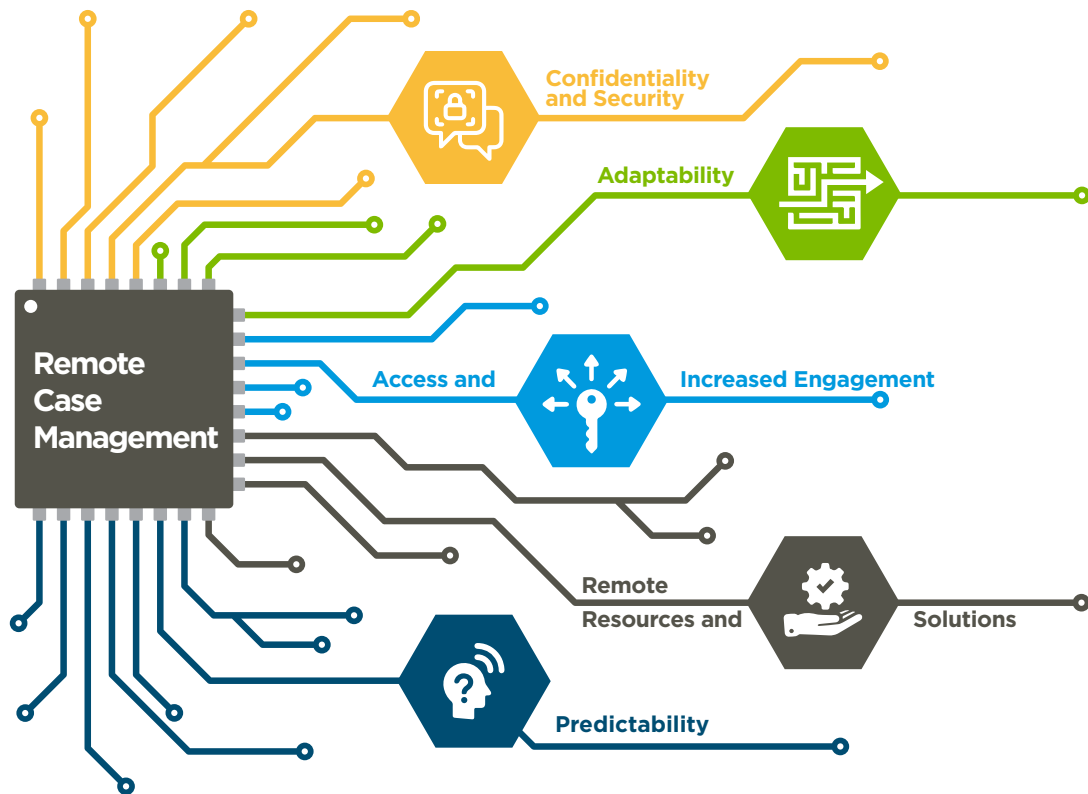 Confidentiality
and Security
Adaptability
Remote
Case
Management
Access and
Increased Engagement
Remote
Resources and
Solutions
Predictability